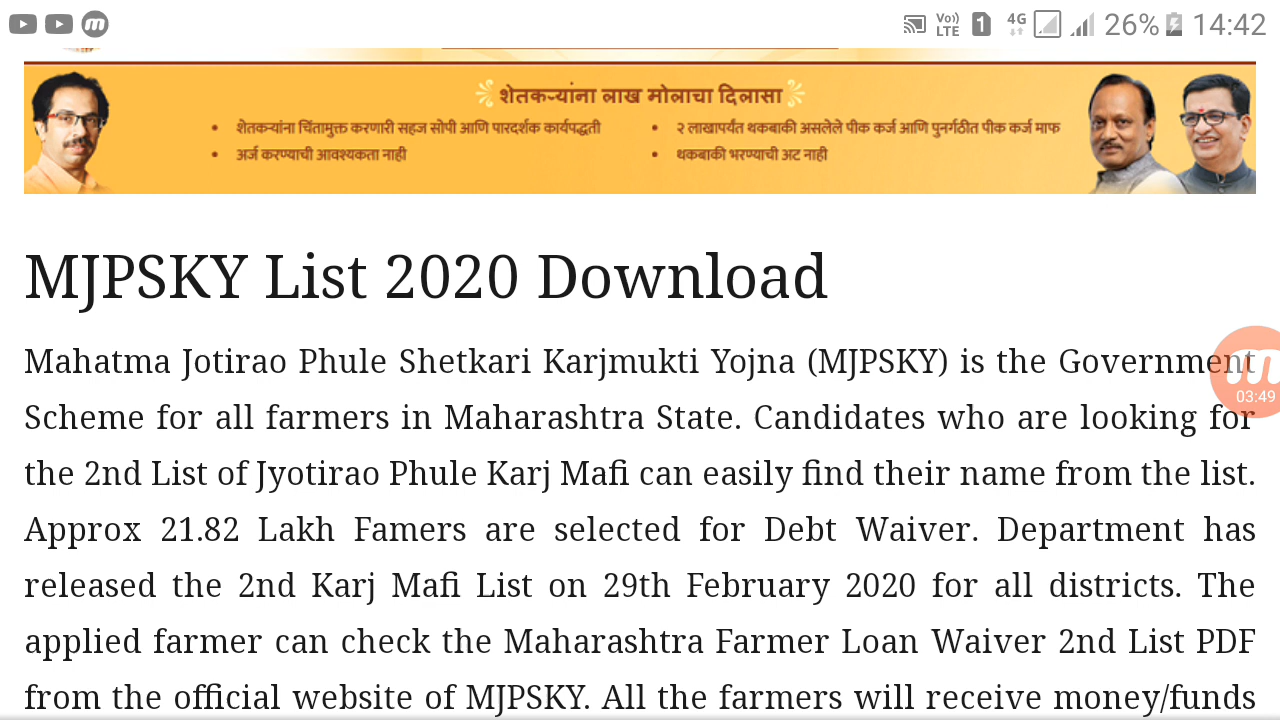 Vo)) LTE 1 4G 26% 14:42
शेतकऱ्यांना लाख मोलाचा दिलासा
• शेतकऱ्यांना चिंतामुक्त करणारी सहज सोपी आणि पारदर्शक कार्यपद्धती
• अर्ज करण्याची आवश्यकता नाही
• २ लाखापर्यंत थकबाकी असलेले पीक कर्ज आणि पुनर्गठीत पीक कर्ज माफ
• थकबाकी भरण्याची अट नाही
MJPSKY List 2020 Download
Mahatma Jotirao Phule Shetkari Karjmukti Yojna (MJPSKY) is the Government
Scheme for all farmers in Maharashtra State. Candidates who are looking for
the 2nd List of Jyotirao Phule Karj Mafi can easily find their name from the list.
Approx 21.82 Lakh Famers are selected for Debt Waiver. Department has
released the 2nd Karj Mafi List on 29th February 2020 for all districts. The
applied farmer can check the Maharashtra Farmer Loan Waiver 2nd List PDF
from the official website of MJPSKY. All the farmers will receive money/funds
03:49